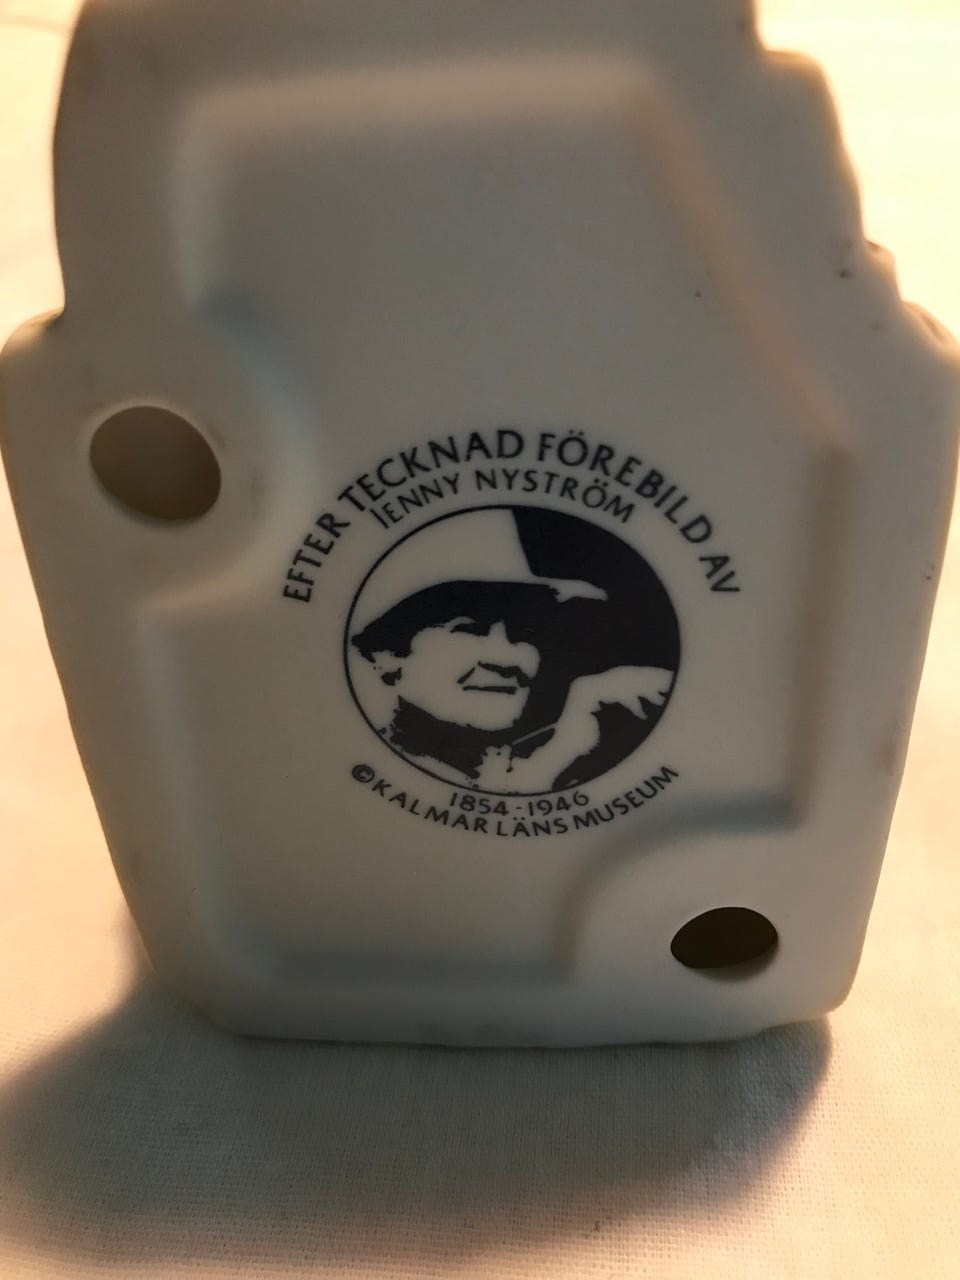 EFTER TECKNAD FÖREBILD AV
JENNY NYSTRÖM
1854-1946
©KALMAR LÄNS MUSEUM